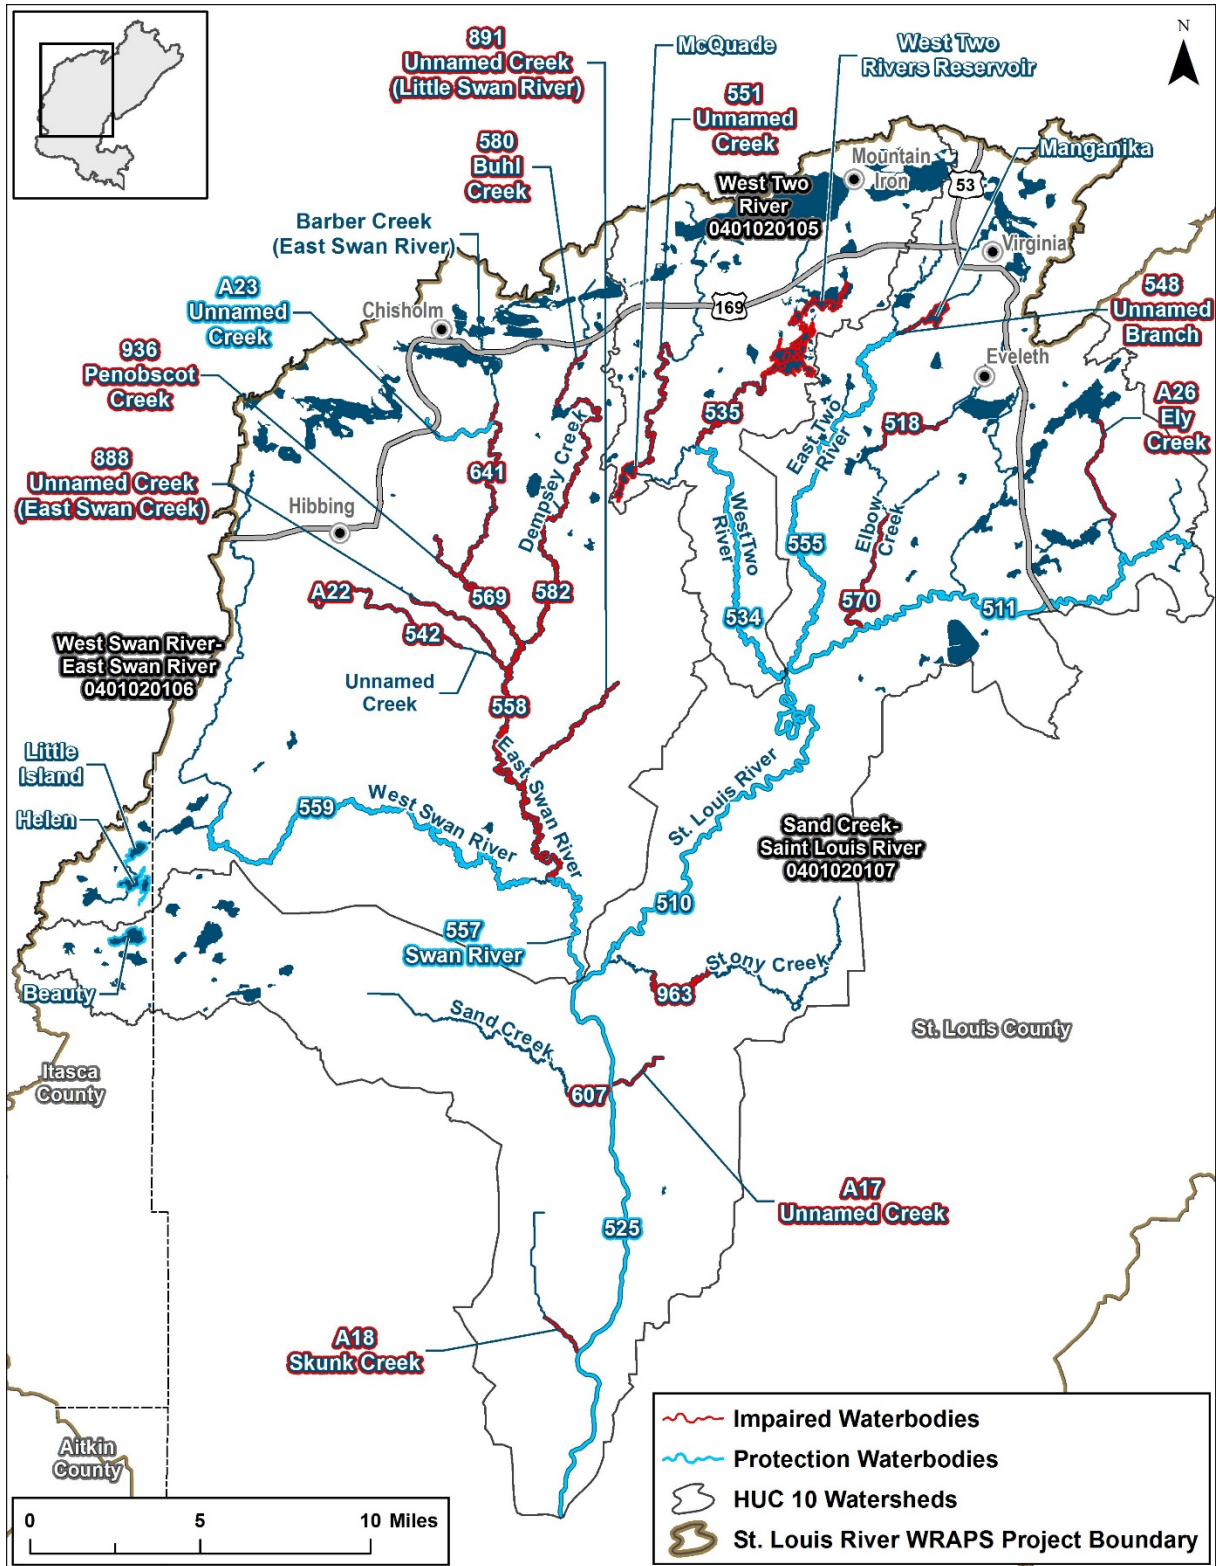 N
891
Unnamed Creek
(Little Swan River)
McQuade
West Two
Rivers Reservoir
551
Unnamed
Creek
580
Buhl
Creek
Manganika
Mountain
Iron
53
West Two
River
0401020105
Barber Creek
(East Swan River)
Virginia
A23
Unnamed
Creek
Chisholm
169
548
Unnamed
Branch
936
Penobscot
Creek
Eveleth
A26
Ely
Creek
535
518
East Two
River
641
Dempsey Creek
888
Unnamed Creek
(East Swan Creek)
Hibbing
West Two
River
555
Elbow
Creek
A22
569
582
570
511
542
534
West Swan River-
East Swan River
0401020106
Unnamed
Creek
558
Little
Island
East Swan River
St. Louis River
559
West Swan River
Helen
Sand Creek-
Saint Louis River
0401020107
510
557
Swan River
Stony Creek
Beauty
963
Sand Creek
St. Louis County
Itasca
County
607
A17
Unnamed Creek
525
A18
Skunk Creek
Aitkin
County
Impaired Waterbodies
Protection Waterbodies
HUC 10 Watersheds
St. Louis River WRAPS Project Boundary
0 5 10 Miles